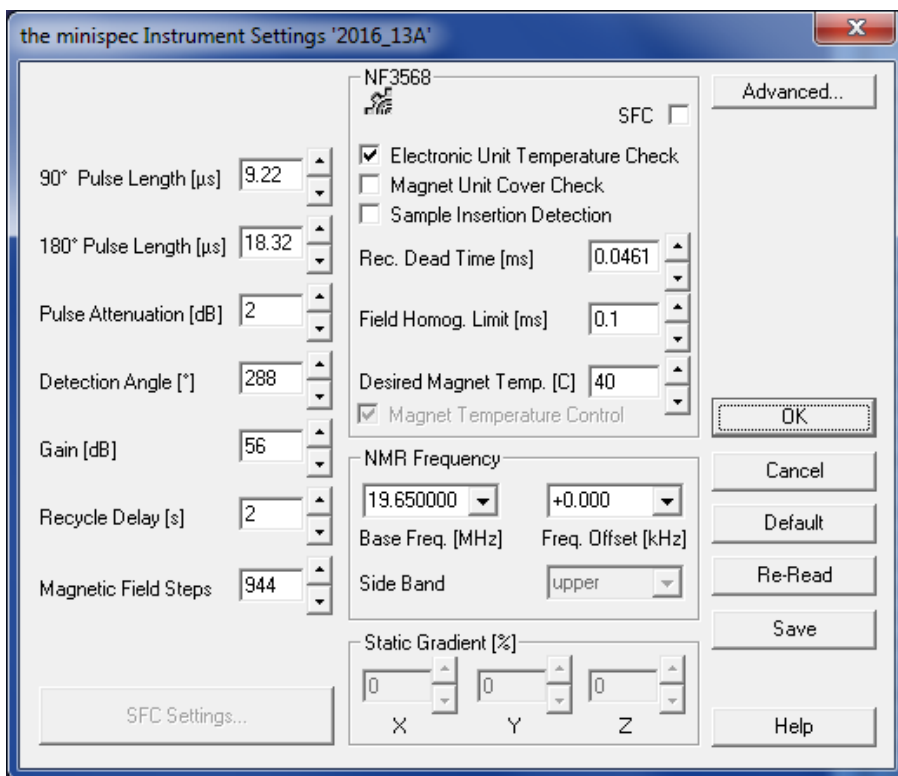 the minispec Instrument Settings '2016_13A'
90° Pulse Length [µs] 9.22
180° Pulse Length [µs] 18.32
Pulse Attenuation [dB] 2
Detection Angle [°] 288
Gain [dB] 56
Recycle Delay [s] 2
Magnetic Field Steps 944
SFC Settings...
NF3568
SFC
Electronic Unit Temperature Check
Magnet Unit Cover Check
Sample Insertion Detection
Rec. Dead Time [ms] 0.0461
Field Homog. Limit [ms] 0.1
Desired Magnet Temp. [C] 40
Magnet Temperature Control
NMR Frequency
19.650000 +0.000
Base Freq. [MHz] Freq. Offset [kHz]
Side Band upper
Static Gradient [%]
0 0 0
X Y Z
Advanced...
OK
Cancel
Default
Re-Read
Save
Help